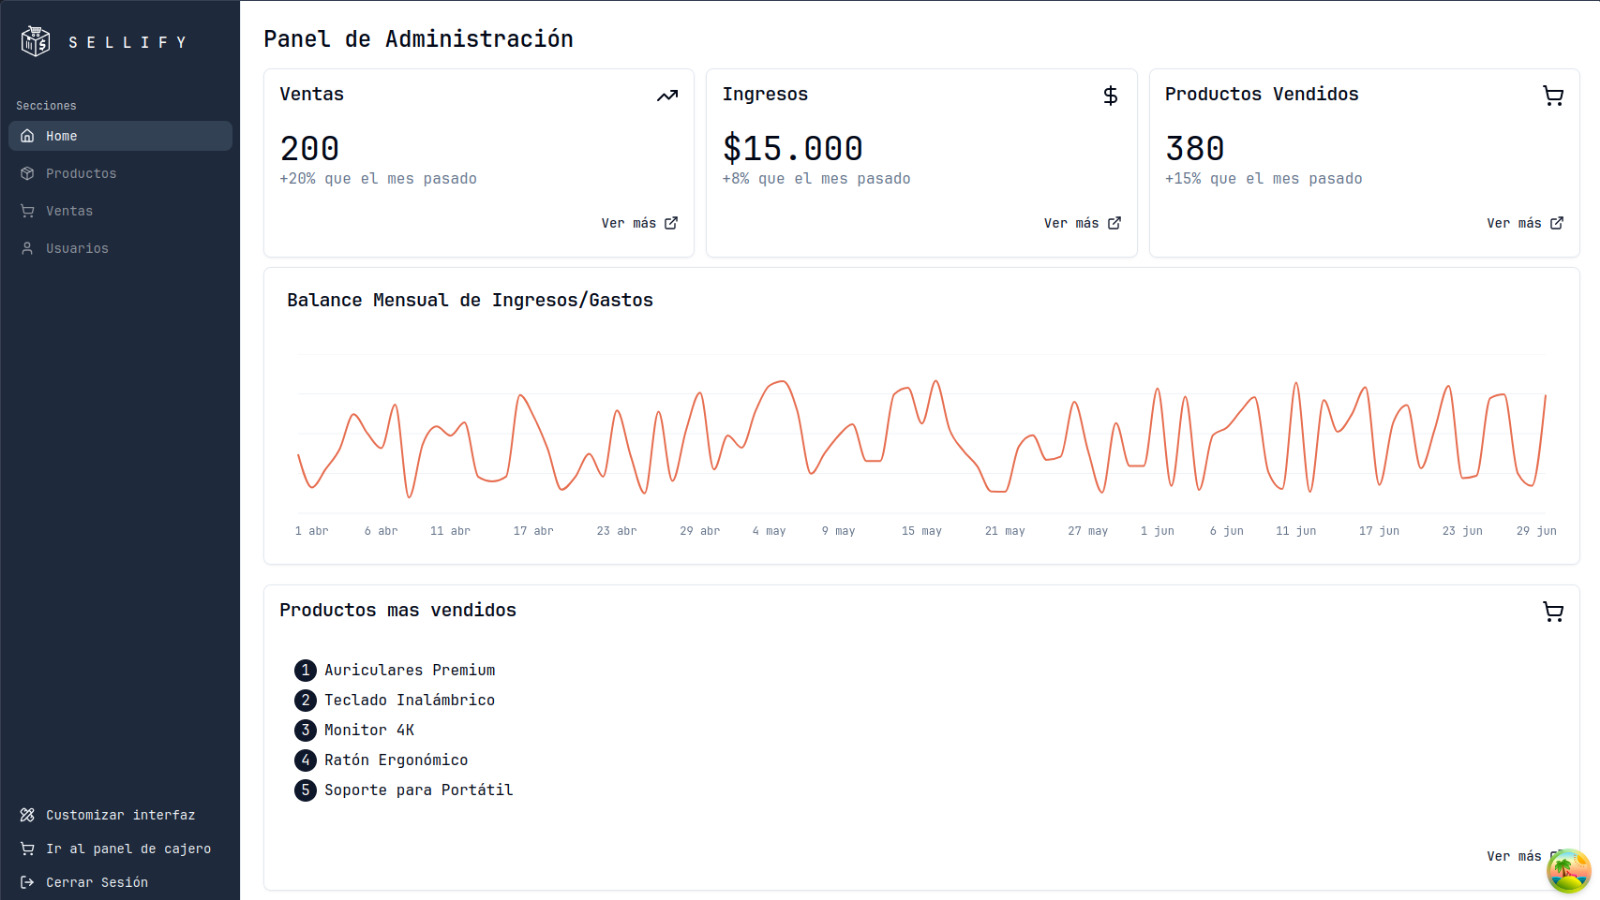 SELLIFY
Secciones
Home
Productos
Ventas
Usuarios
Customizar interfaz
Ir al panel de cajero
Cerrar Sesión
Panel de Administración
Ventas
200
+20% que el mes pasado
Ver más
Ingresos
$15.000
+8% que el mes pasado
Ver más
Productos Vendidos
380
+15% que el mes pasado
Ver más
Balance Mensual de Ingresos/Gastos
1 abr 6 abr 11 abr 17 abr 23 abr 29 abr 4 may 9 may 15 may 21 may 27 may 1 jun 6 jun 11 jun 17 jun 23 jun 29 jun
Productos mas vendidos
1 Auriculares Premium
2 Teclado Inalámbrico
3 Monitor 4K
4 Ratón Ergonómico
5 Soporte para Portátil
Ver más